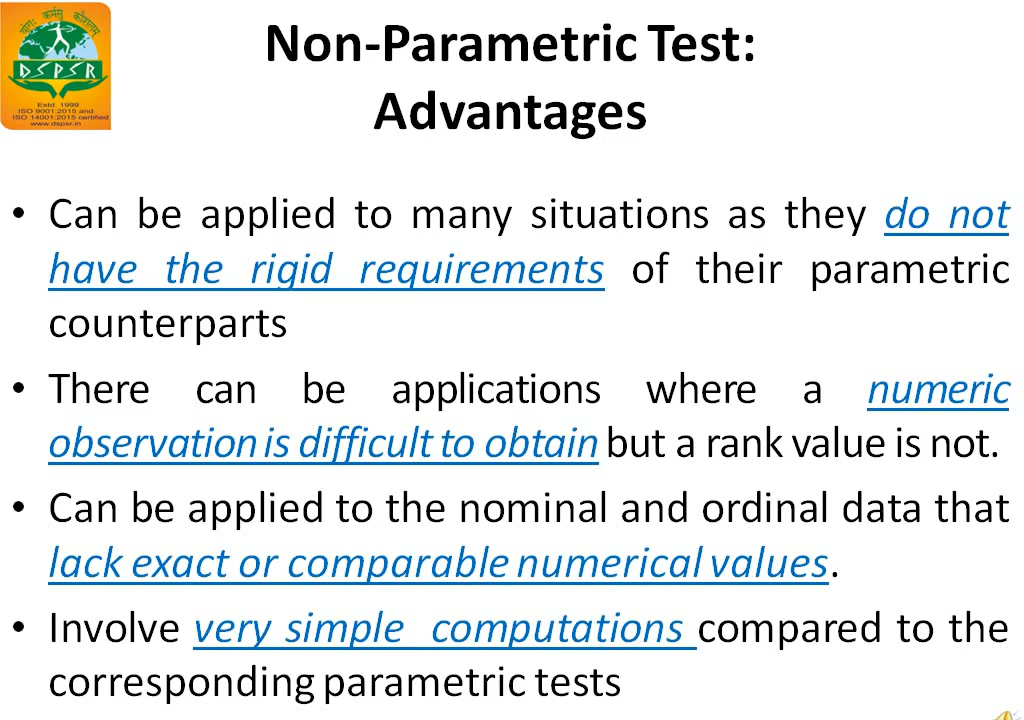 योगः कर्मसु कौशलम्
DSPSR
Estd. 1999
ISO 9001:2015 and
ISO 14001:2015 certified
www.dspsr.in
Non-Parametric Test:
Advantages
• Can be applied to many situations as they do not
have the rigid requirements of their parametric
counterparts
• There can be applications where a numeric
observation is difficult to obtain but a rank value is not.
• Can be applied to the nominal and ordinal data that
lack exact or comparable numerical values.
• Involve very simple computations compared to the
corresponding parametric tests